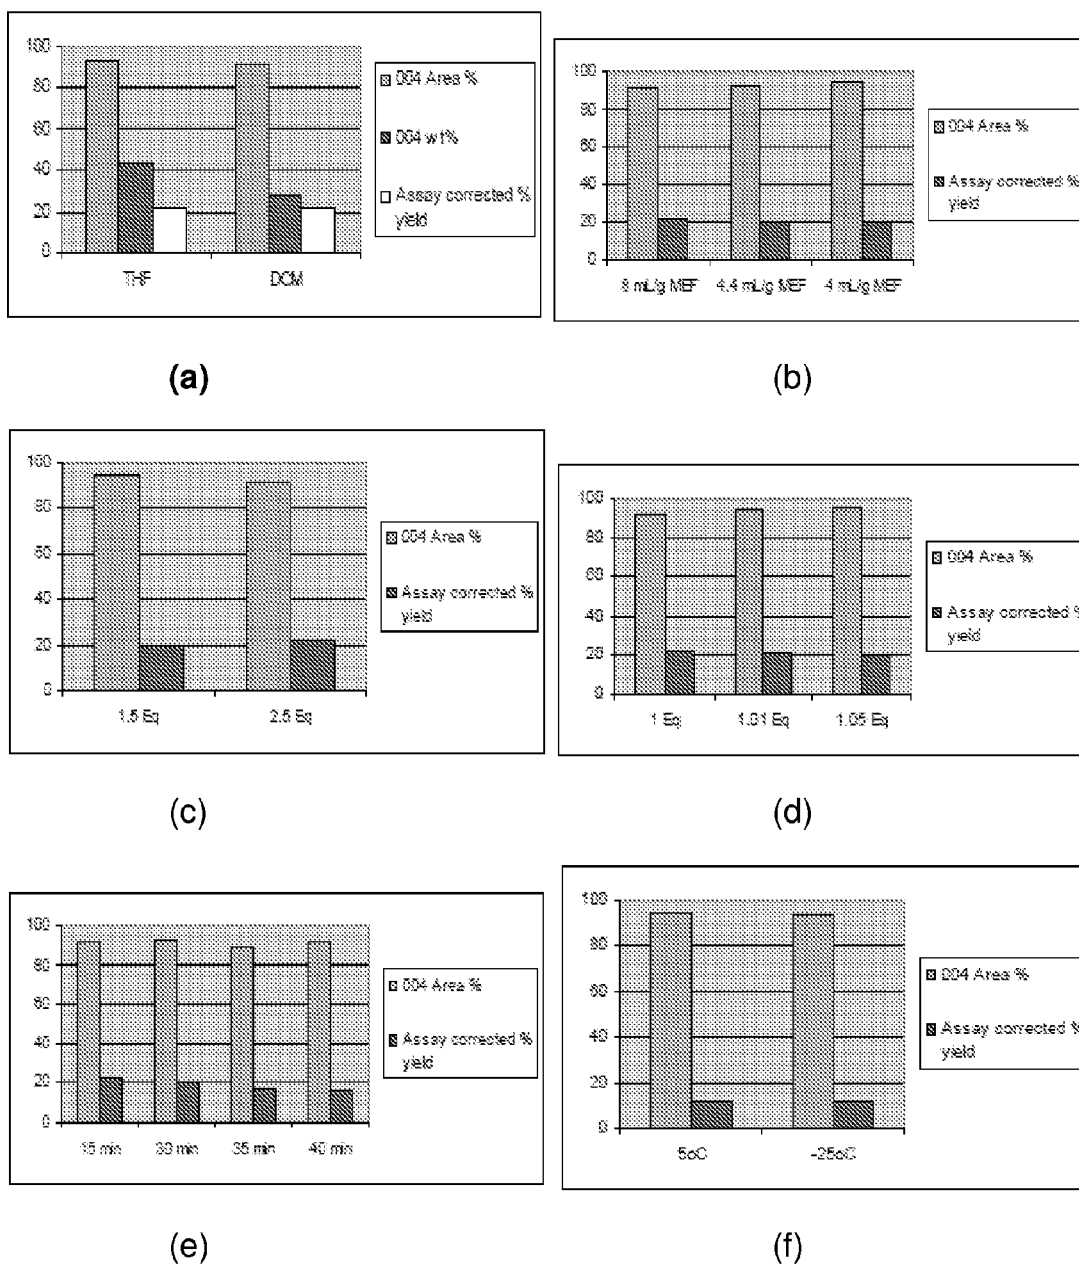 100
80
60
40
20
0
THF DCM
004 Area %
004 wt%
Assay corrected %
yield
(a)
100
80
60
40
20
0
8 mL/g MEF 4.4 mL/g MEF 4 mL/g MEF
004 Area %
Assay corrected %
yield
(b)
100
80
60
40
20
0
1.5 Eq 2.5 Eq
004 Area %
Assay corrected %
yield
(c)
100
80
60
40
20
0
1 Eq 1.01 Eq 1.05 Eq
004 Area %
Assay corrected %
yield
(d)
100
80
60
40
20
0
15 min 30 min 35 min 40 min
004 Area %
Assay corrected %
yield
(e)
100
80
60
40
20
0
5oC -25oC
004 Area %
Assay corrected %
yield
(f)